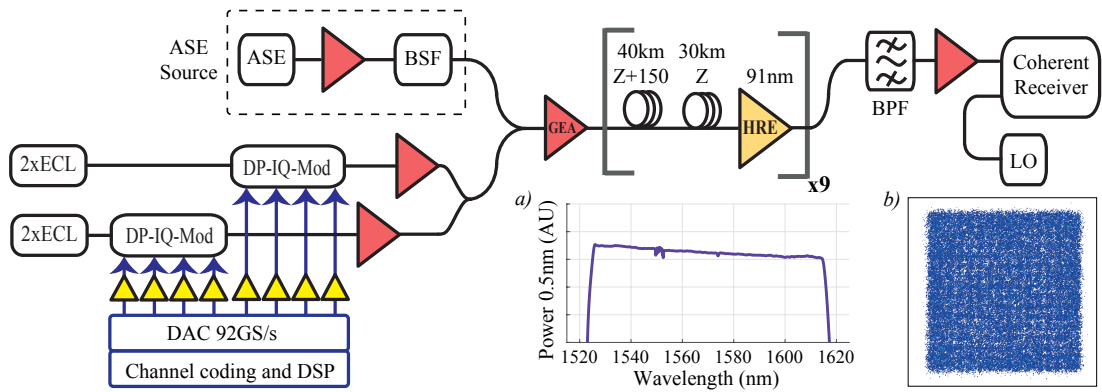 ASE
Source
ASE
BSF
2xECL
DP-IQ-Mod
2xECL
DP-IQ-Mod
DAC 92GS/s
Channel coding and DSP
GEA
40km
Z+150
30km
Z
91nm
HRE
x9
BPF
Coherent
Receiver
LO
a)
Power 0.5nm (AU)
1520
1540
1560
1580
1600
1620
Wavelength (nm)
b)